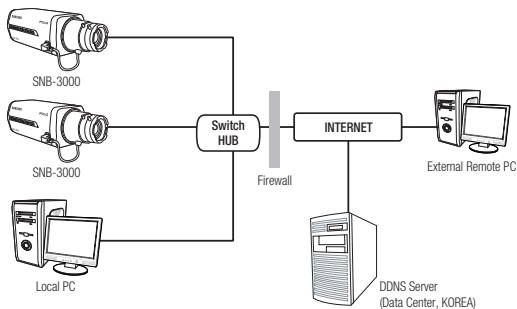 SNB-3000
SNB-3000
Local PC
Switch
HUB
Firewall
INTERNET
External Remote PC
DDNS Server
(Data Center, KOREA)